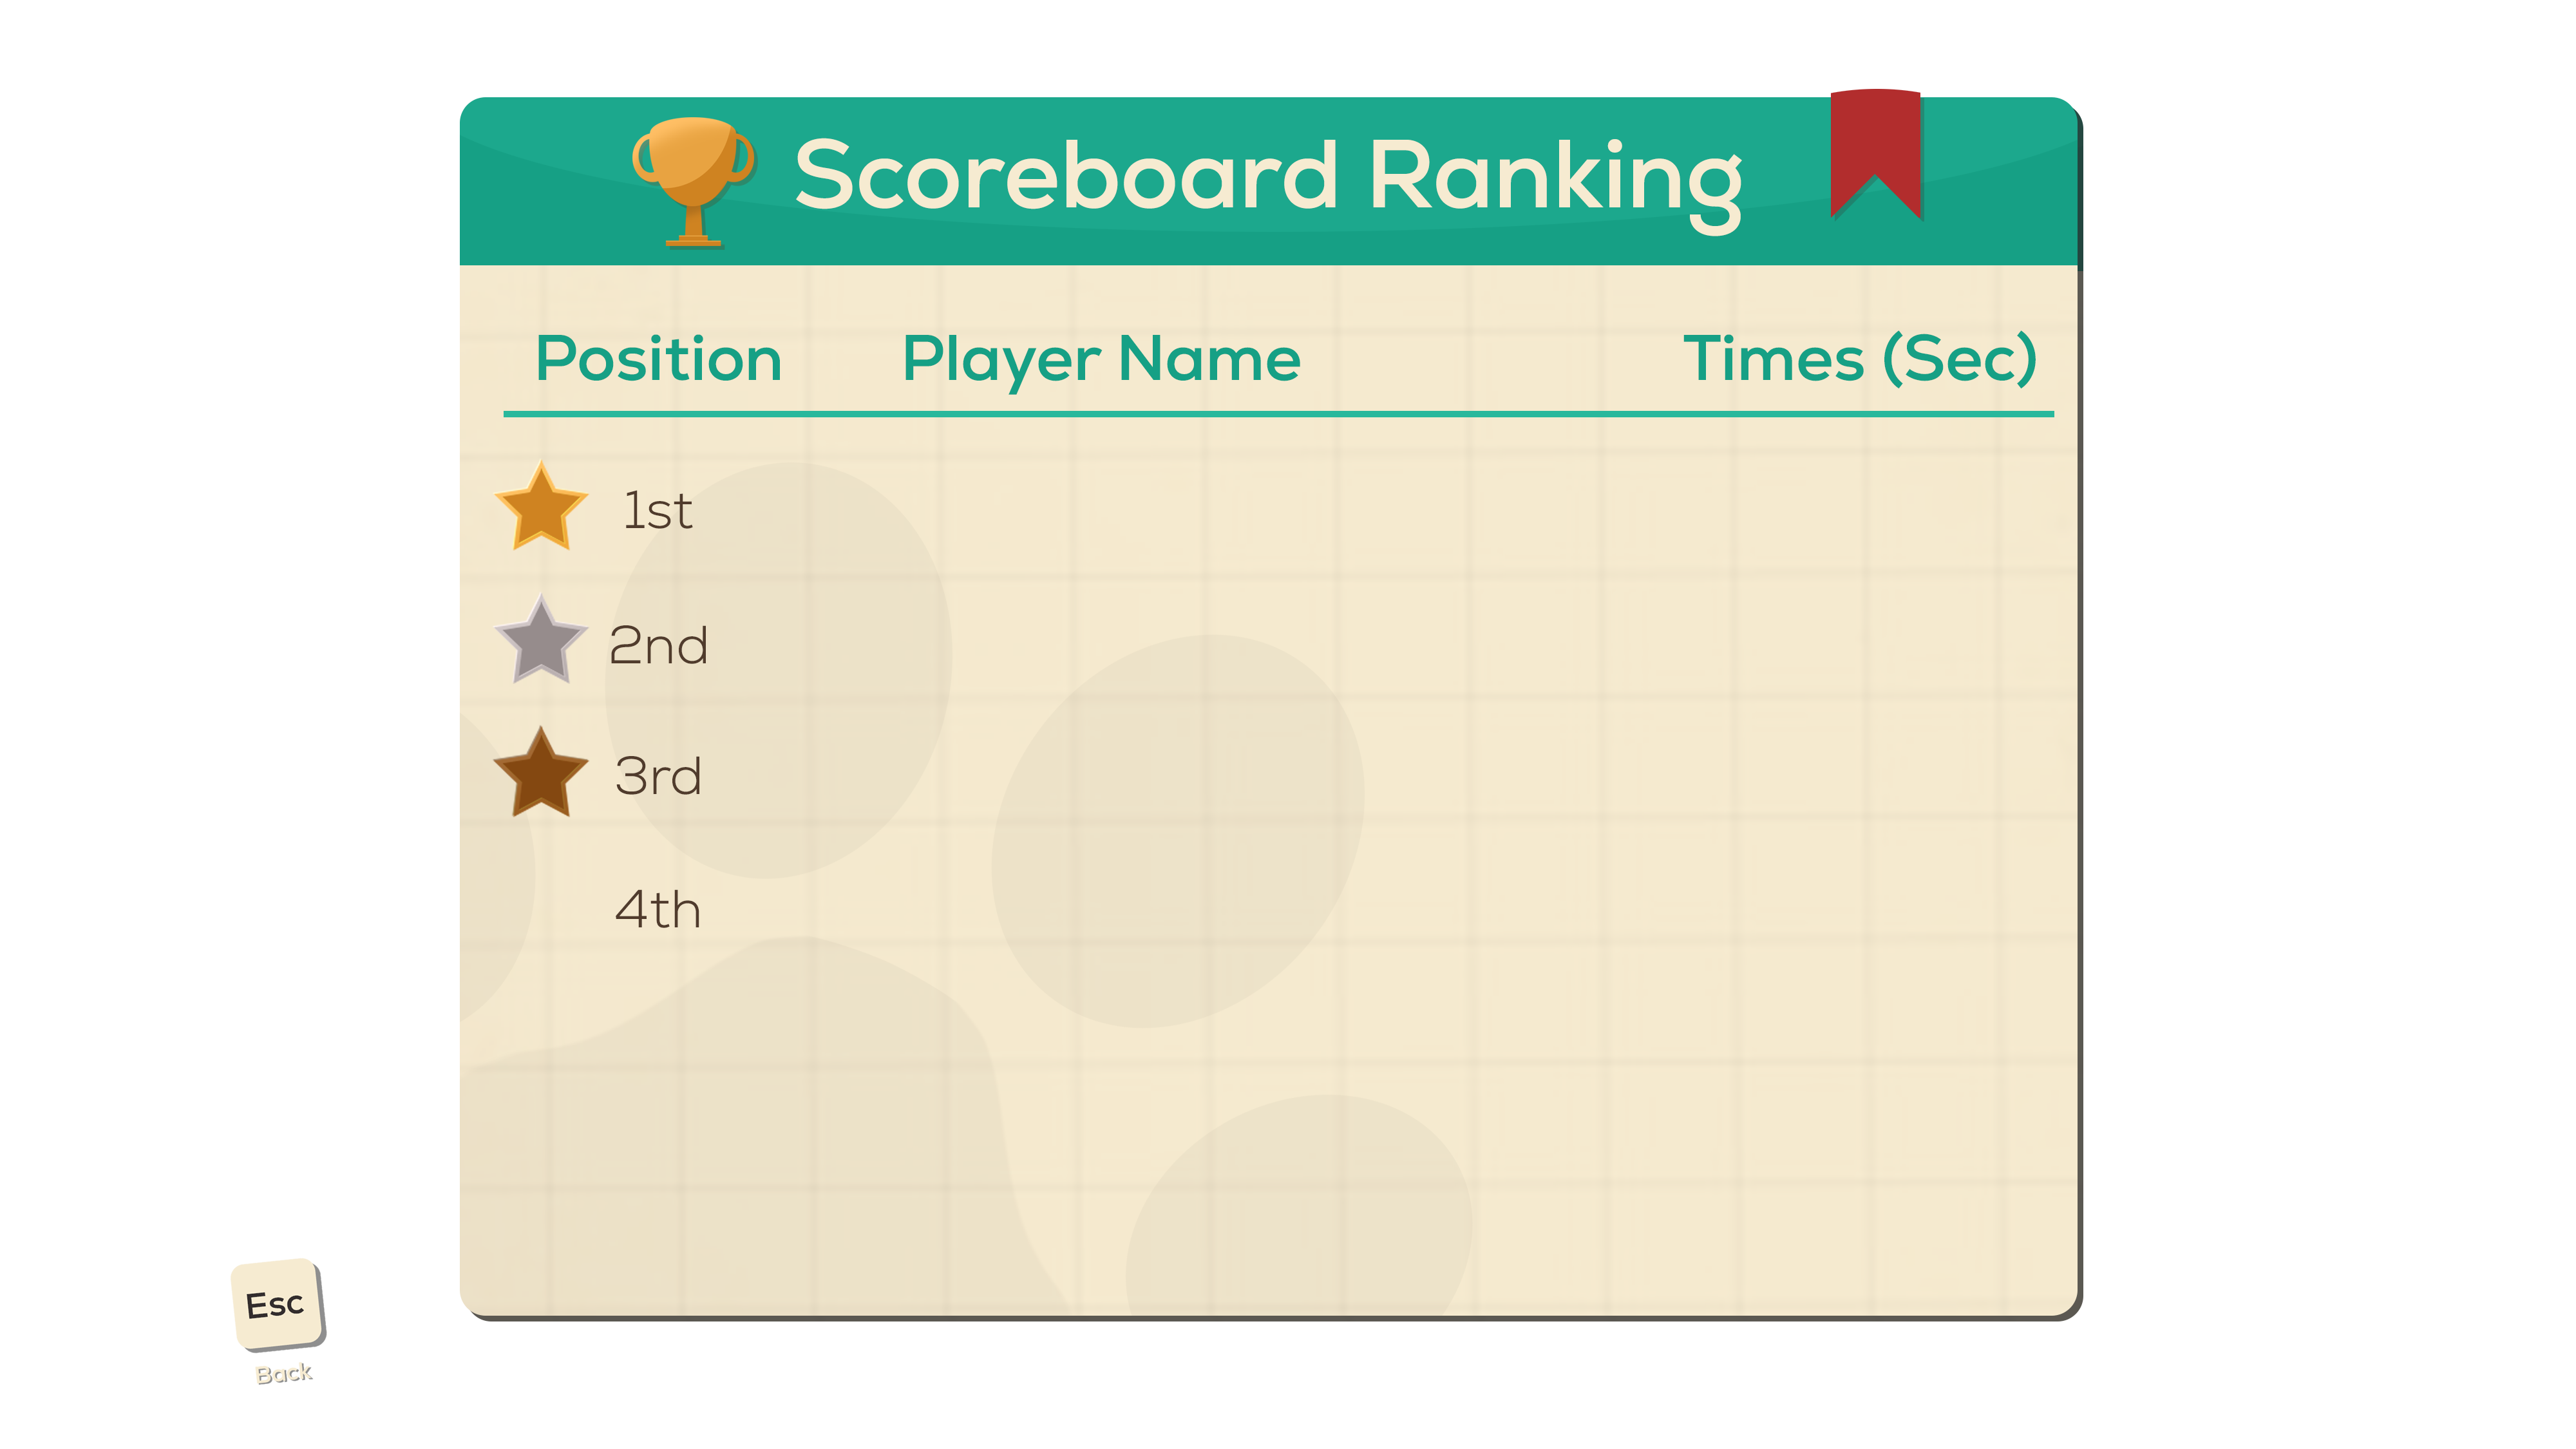 Scoreboard Ranking
Position Player Name Times (Sec)
1st
2nd
3rd
4th
Esc
Back